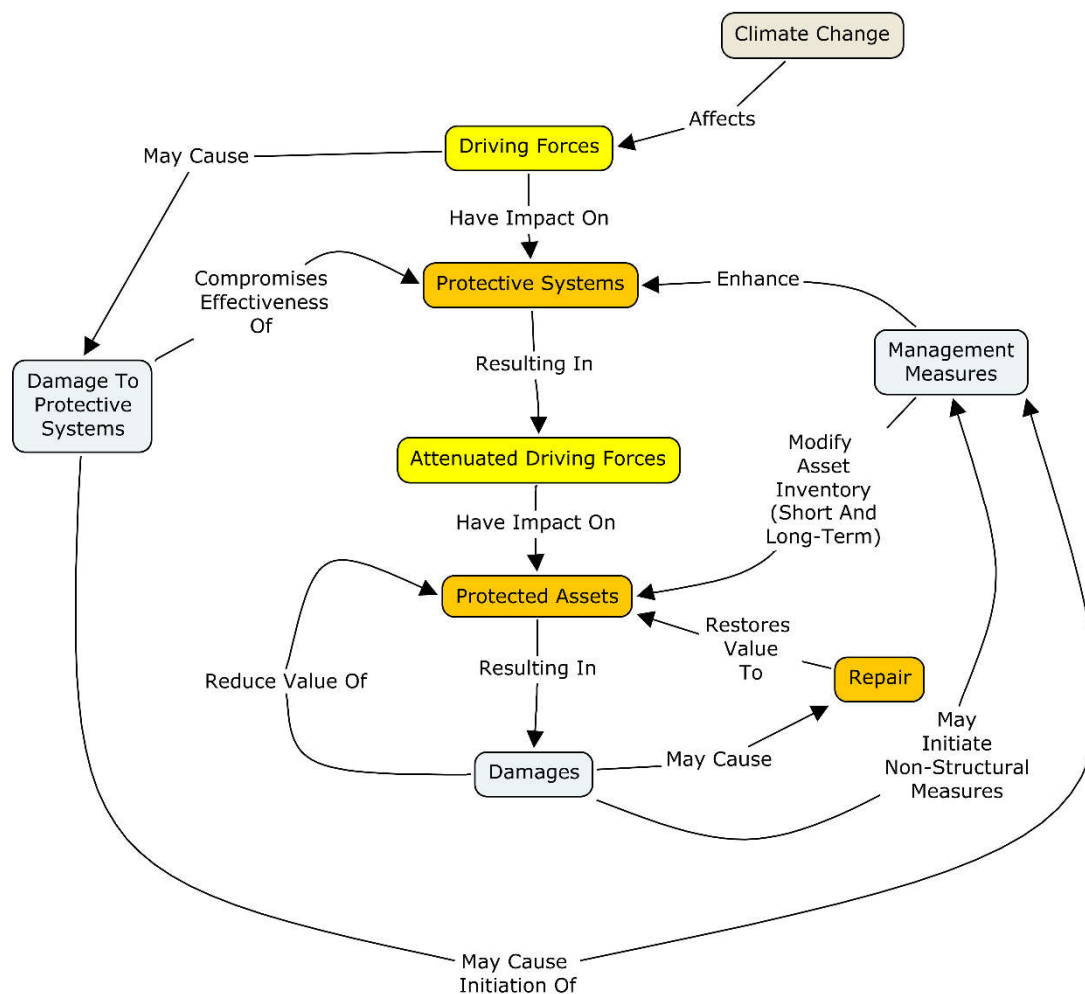 Climate Change
Affects
Driving Forces
May Cause
Have Impact On
Compromises
Effectiveness
Of
Protective Systems
Enhance
Management
Measures
Resulting In
Damage To
Protective
Systems
Attenuated Driving Forces
Modify
Asset
Inventory
(Short And
Long-Term)
Have Impact On
Protected Assets
Restores
Value
To
Resulting In
Reduce Value Of
Repair
May
Initiate
Non-Structural
Measures
May Cause
Damages
May Cause
Initiation Of